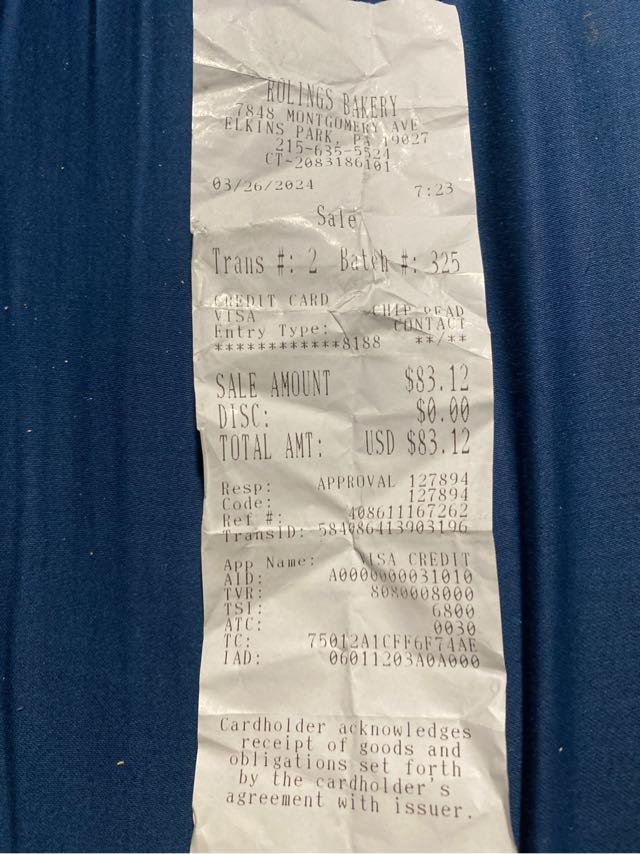 ROLINGS BAKERY
7848 MONTGOMERY AVE
ELKINS PARK, PA 19027
215-635-5524
CT-2083186101
03/26/2024 7:23
Sale
Trans #: 2 Batch #: 325
CREDIT CARD
VISA CHIP READ
Entry Type: CONTACT
************8188 **/**
SALE AMOUNT $83.12
DISC: $0.00
TOTAL AMT: USD $83.12
Resp: APPROVAL 127894
Code: 127894
Ref #: 408611167262
TransID: 584086413903196
App Name: VISA CREDIT
AID: A0000000031010
TVR: 8080008000
TSI: 6800
ATC: 0030
TC: 75012A1CFF6F74AE
IAD: 06011203A0A000
Cardholder acknowledges
receipt of goods and
obligations set forth
by the cardholder's
agreement with issuer.